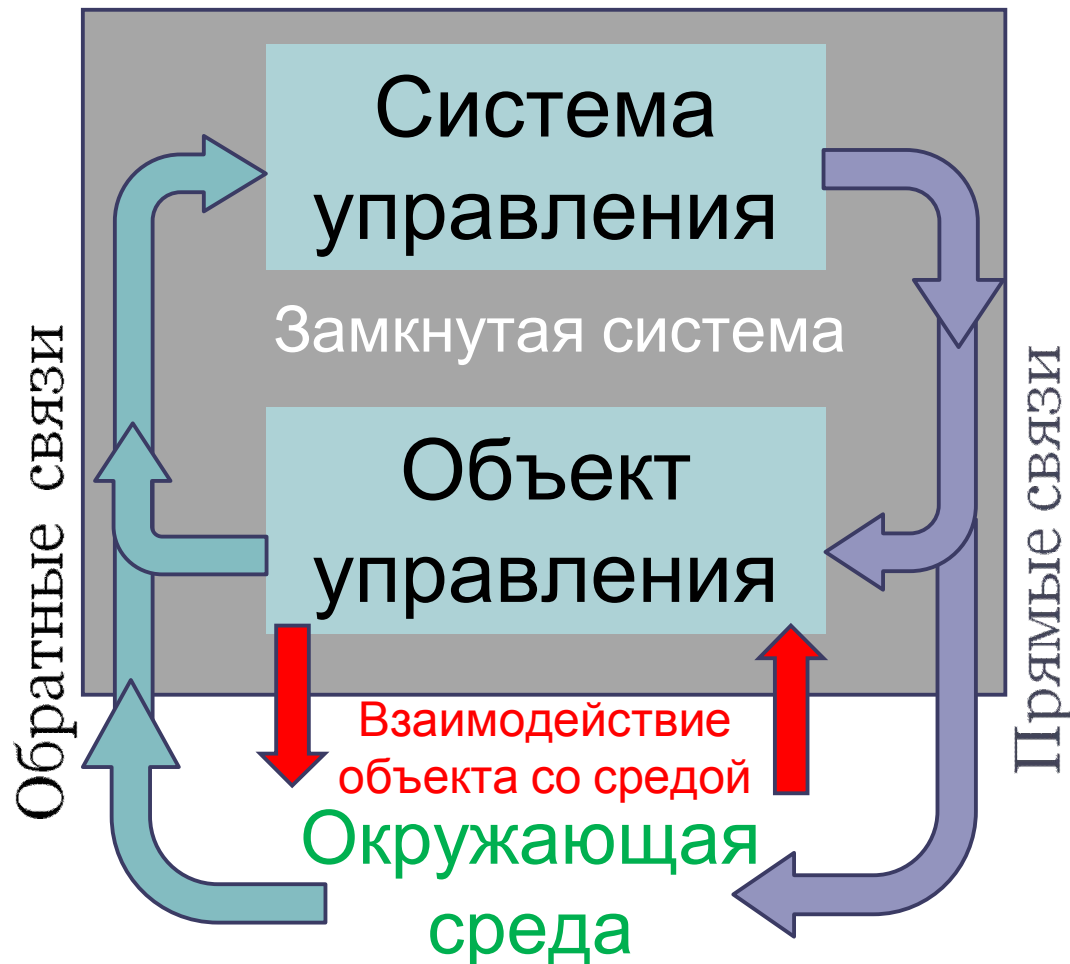 Система
управления
Замкнутая система
Объект
управления
Взаимодействие
объекта со средой
Окружающая
среда
Обратные связи
Прямые связи